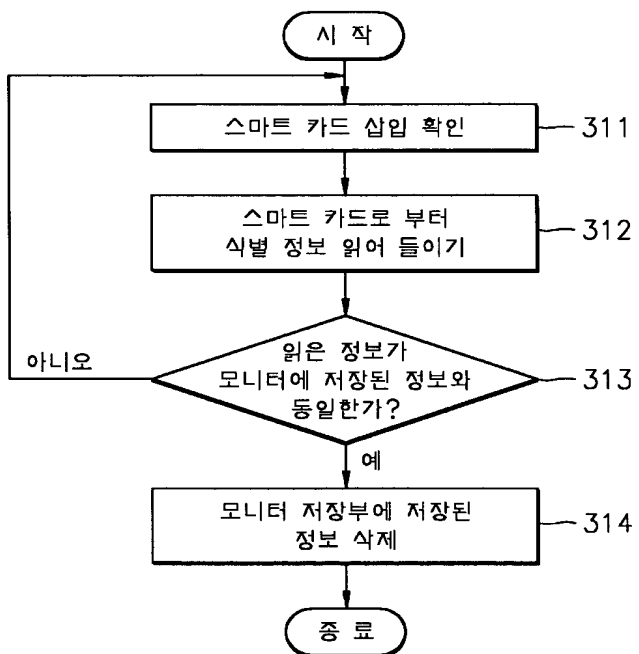 시 작
스마트 카드 삽입 확인
311
스마트 카드로 부터
식별 정보 읽어 들이기
312
읽은 정보가
모니터에 저장된 정보와
동일한가?
313
아니오
예
모니터 저장부에 저장된
정보 삭제
314
종 료